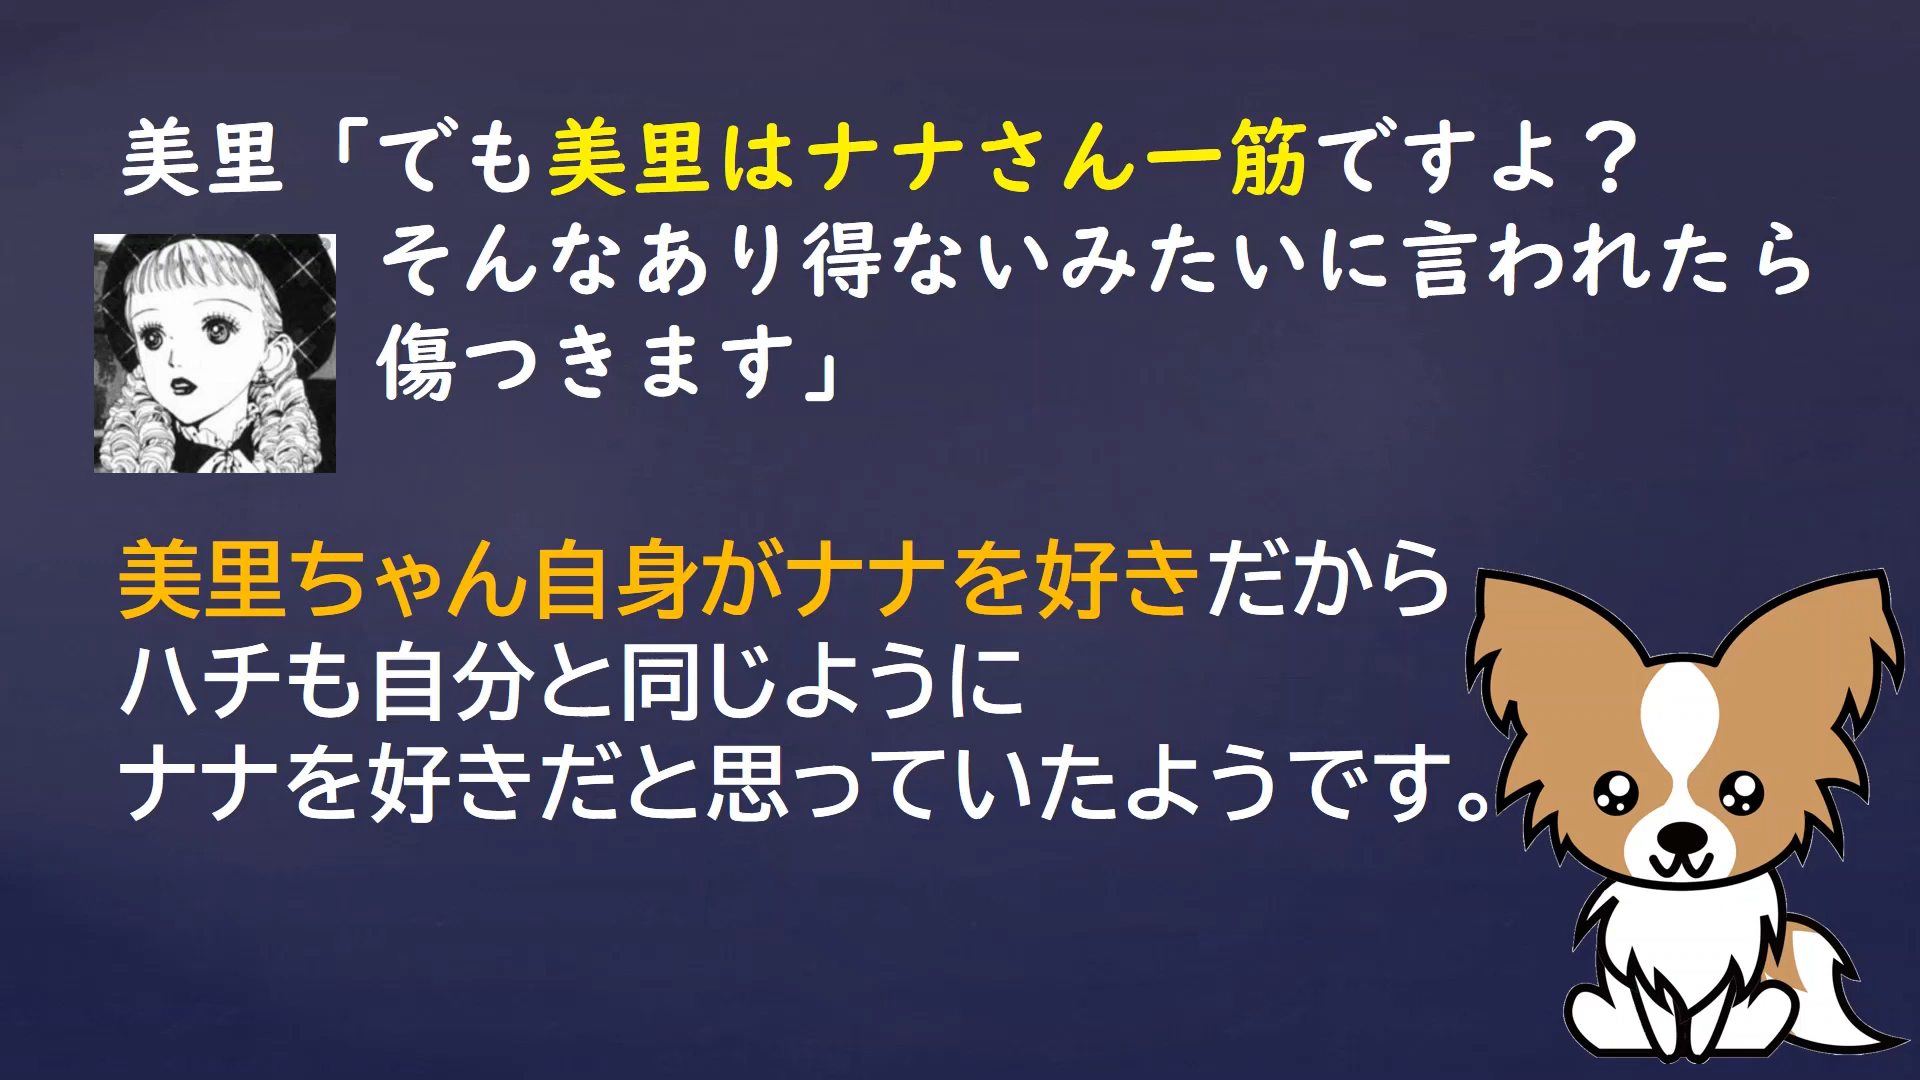 美里「でも美里はナナさん一筋ですよ？
そんなあり得ないみたいに言われたら
傷つきます」
美里ちゃん自身がナナを好きだから
ハチも自分と同じように
ナナを好きだと思っていたようです。